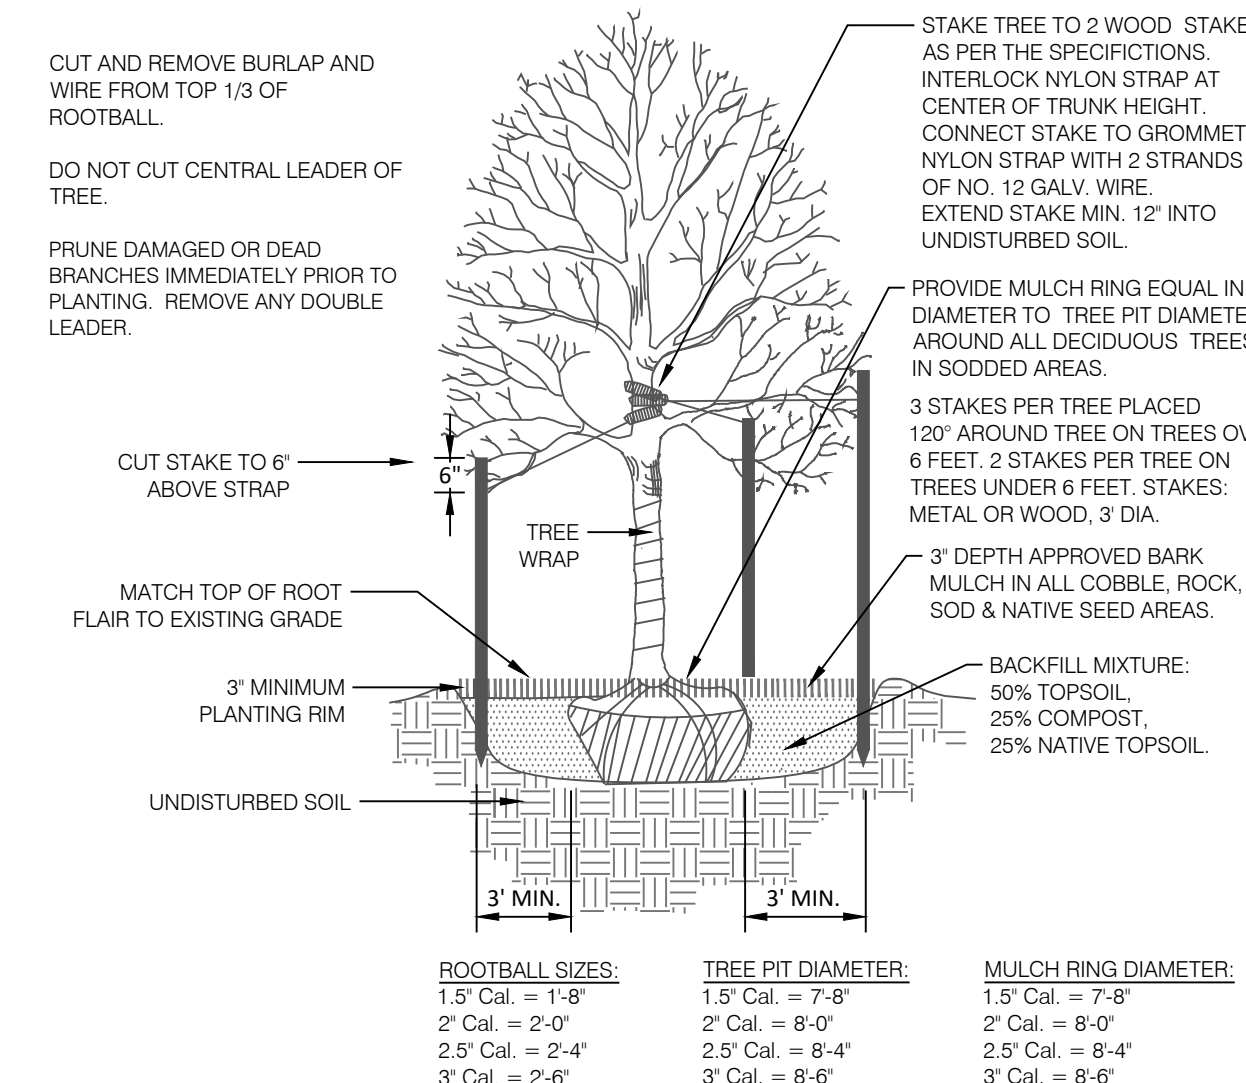 CUT AND REMOVE BURLAP AND
WIRE FROM TOP 1/3 OF
ROOTBALL.
DO NOT CUT CENTRAL LEADER OF
TREE.
PRUNE DAMAGED OR DEAD
BRANCHES IMMEDIATELY PRIOR TO
PLANTING. REMOVE ANY DOUBLE
LEADER.
STAKE TREE TO 2 WOOD STAKE
AS PER THE SPECIFICTIONS.
INTERLOCK NYLON STRAP AT
CENTER OF TRUNK HEIGHT.
CONNECT STAKE TO GROMMET
NYLON STRAP WITH 2 STRANDS
OF NO. 12 GALV. WIRE.
EXTEND STAKE MIN. 12" INTO
UNDISTURBED SOIL.
PROVIDE MULCH RING EQUAL IN
DIAMETER TO TREE PIT DIAMETE
AROUND ALL DECIDUOUS TREES
IN SODDED AREAS.
3 STAKES PER TREE PLACED
120° AROUND TREE ON TREES OV
6 FEET. 2 STAKES PER TREE ON
TREES UNDER 6 FEET. STAKES:
METAL OR WOOD, 3' DIA.
CUT STAKE TO 6"
ABOVE STRAP
6"
TREE
WRAP
3" DEPTH APPROVED BARK
MULCH IN ALL COBBLE, ROCK,
SOD & NATIVE SEED AREAS.
MATCH TOP OF ROOT
FLAIR TO EXISTING GRADE
3" MINIMUM
PLANTING RIM
BACKFILL MIXTURE:
50% TOPSOIL,
25% COMPOST,
25% NATIVE TOPSOIL.
UNDISTURBED SOIL
3' MIN.
3' MIN.
ROOTBALL SIZES:
1.5" Cal. = 1'-8"
2" Cal. = 2'-0"
2.5" Cal. = 2'-4"
3" Cal. = 2'-6"
TREE PIT DIAMETER:
1.5" Cal. = 7'-8"
2" Cal. = 8'-0"
2.5" Cal. = 8'-4"
3" Cal. = 8'-6"
MULCH RING DIAMETER:
1.5" Cal. = 7'-8"
2" Cal. = 8'-0"
2.5" Cal. = 8'-4"
3" Cal. = 8'-6"